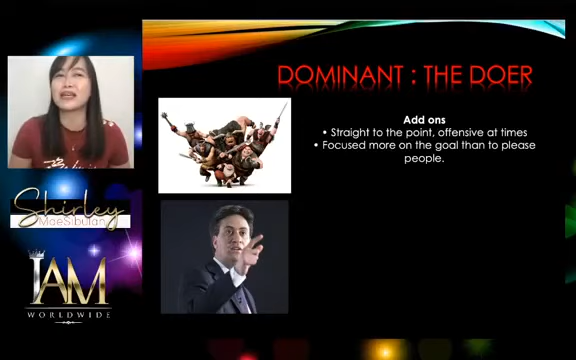 DOMINANT : THE DOER
Add ons
• Straight to the point, offensive at times
• Focused more on the goal than to please
people.
Shirley
MaeSibulan
IAM
WORLDWIDE